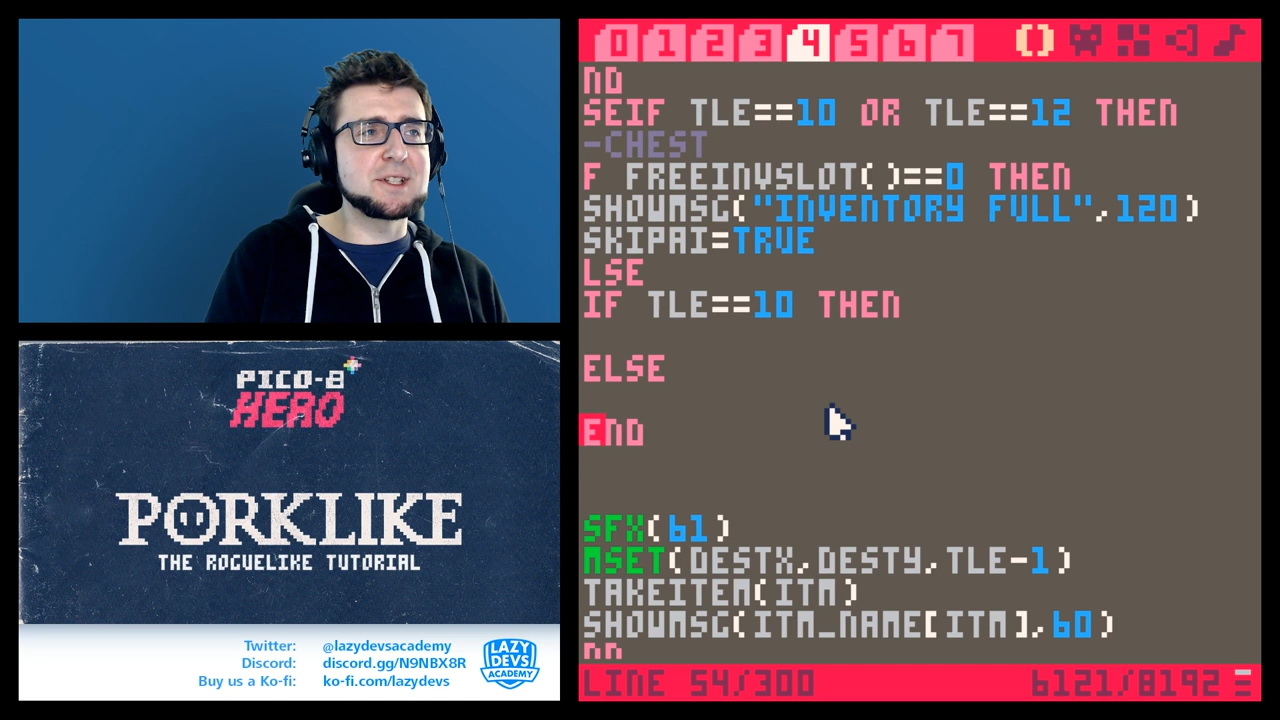 0 1 2 3 4 5 6 7 ()
ND
SEIF TLE==10 OR TLE==12 THEN
-CHEST
F FREEINVSLOT()==0 THEN
SHOWMSG("INVENTORY FULL",120)
SKIPAI=TRUE
LSE
IF TLE==10 THEN
ELSE
END
SFX(61)
MSET(DESTX,DESTY,TLE-1)
TAKEITEM(ITM)
SHOWMSG(ITM_NAME[ITM],60)
LINE 54/300 6121/8192
PICO-8
HERO
PORKLIKE
THE ROGUELIKE TUTORIAL
Twitter: @lazydevsacademy
Discord: discord.gg/N9NBX8R
Buy us a Ko-fi: ko-fi.com/lazydevs
LAZY
DEVS
ACADEMY